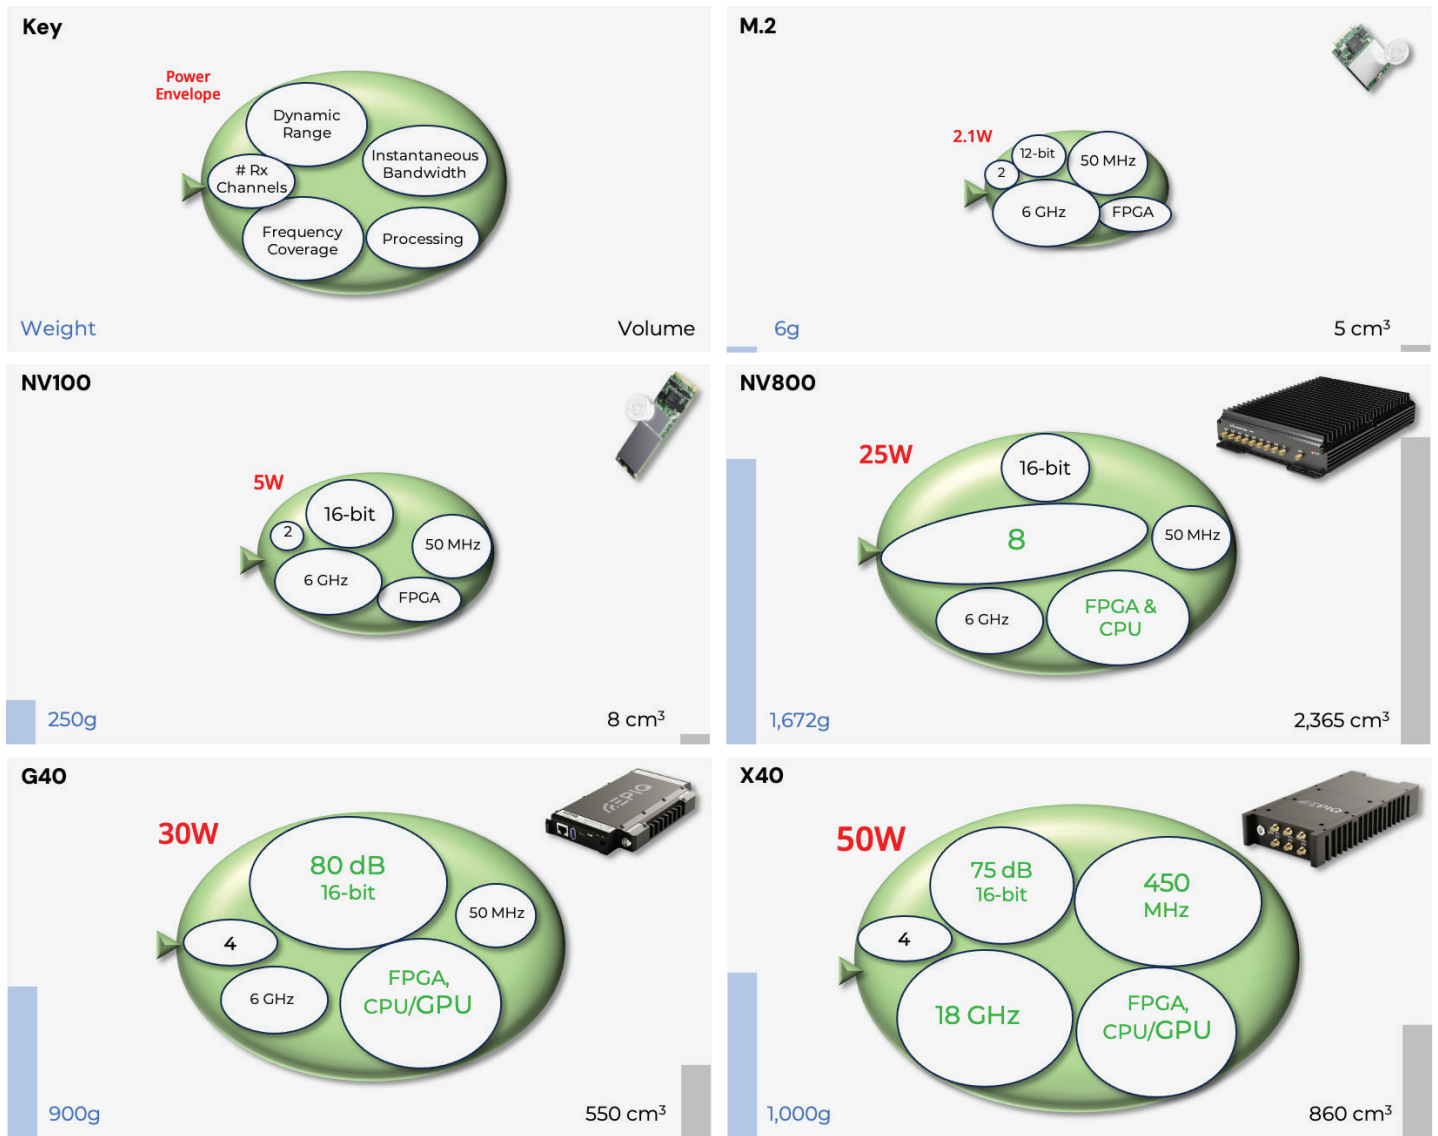 Key
Power
Envelope
Dynamic
Range
Instantaneous
Bandwidth
# Rx
Channels
Frequency
Coverage
Processing
Weight
Volume
M.2
2.1W
12-bit
50 MHz
2
6 GHz
FPGA
6g
5 cm³
NV100
5W
16-bit
2
50 MHz
6 GHz
FPGA
250g
8 cm³
NV800
25W
16-bit
8
50 MHz
6 GHz
FPGA &
CPU
1,672g
2,365 cm³
G40
EPIQ
30W
80 dB
16-bit
50 MHz
4
6 GHz
FPGA,
CPU/GPU
900g
550 cm³
X40
EPIQ
50W
75 dB
16-bit
450
MHz
4
18 GHz
FPGA,
CPU/GPU
1,000g
860 cm³